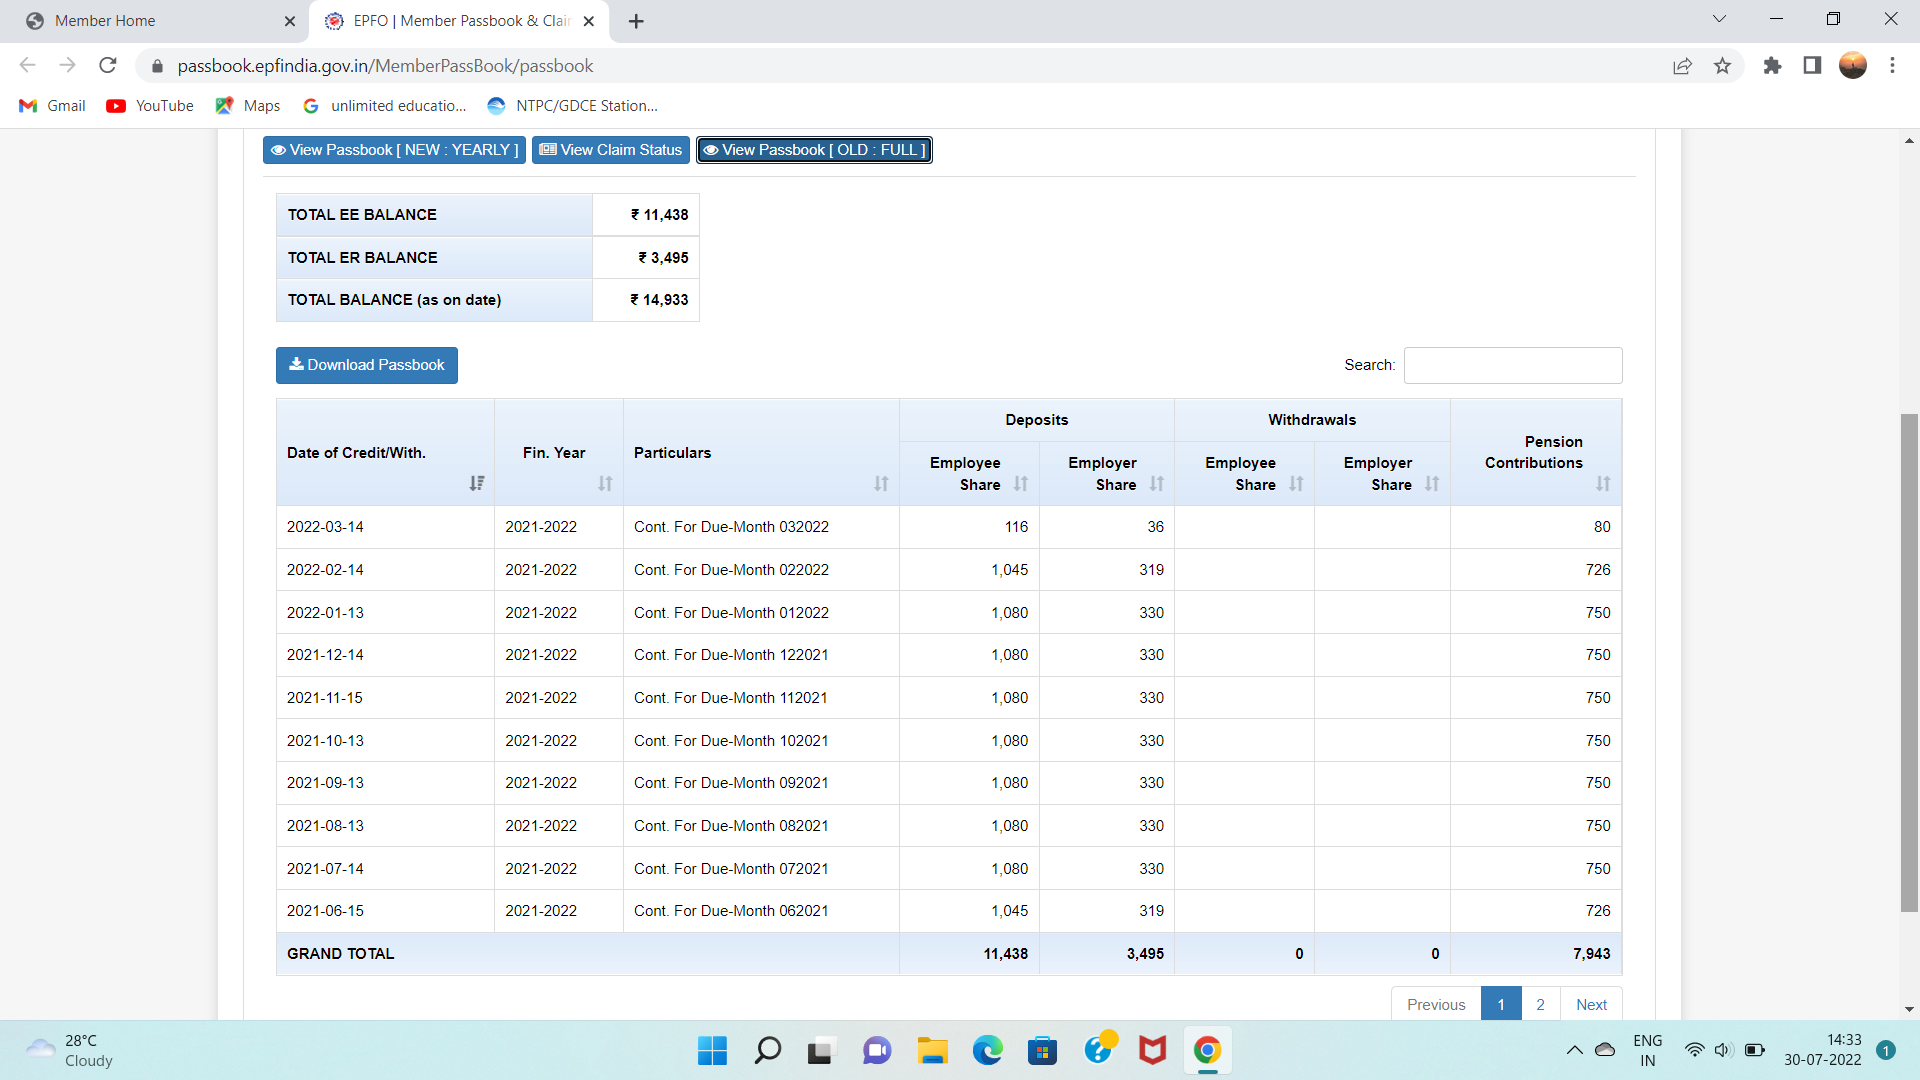 Member Home
EPFO | Member Passbook & Clai
passbook.epfindia.gov.in/MemberPassBook/passbook
Gmail YouTube Maps unlimited educatio... NTPC/GDCE Station...
View Passbook [ NEW : YEARLY ] View Claim Status View Passbook [ OLD : FULL ]
TOTAL EE BALANCE ₹ 11,438
TOTAL ER BALANCE ₹ 3,495
TOTAL BALANCE (as on date) ₹ 14,933
Download Passbook Search:
Deposits Withdrawals
Date of Credit/With. Fin. Year Particulars Employee Share Employer Share Employee Share Employer Share Pension Contributions
2022-03-14 2021-2022 Cont. For Due-Month 032022 116 36 80
2022-02-14 2021-2022 Cont. For Due-Month 022022 1,045 319 726
2022-01-13 2021-2022 Cont. For Due-Month 012022 1,080 330 750
2021-12-14 2021-2022 Cont. For Due-Month 122021 1,080 330 750
2021-11-15 2021-2022 Cont. For Due-Month 112021 1,080 330 750
2021-10-13 2021-2022 Cont. For Due-Month 102021 1,080 330 750
2021-09-13 2021-2022 Cont. For Due-Month 092021 1,080 330 750
2021-08-13 2021-2022 Cont. For Due-Month 082021 1,080 330 750
2021-07-14 2021-2022 Cont. For Due-Month 072021 1,080 330 750
2021-06-15 2021-2022 Cont. For Due-Month 062021 1,045 319 726
GRAND TOTAL 11,438 3,495 0 0 7,943
Previous 1 2 Next
28°C
Cloudy
ENG
IN
14:33
30-07-2022
1